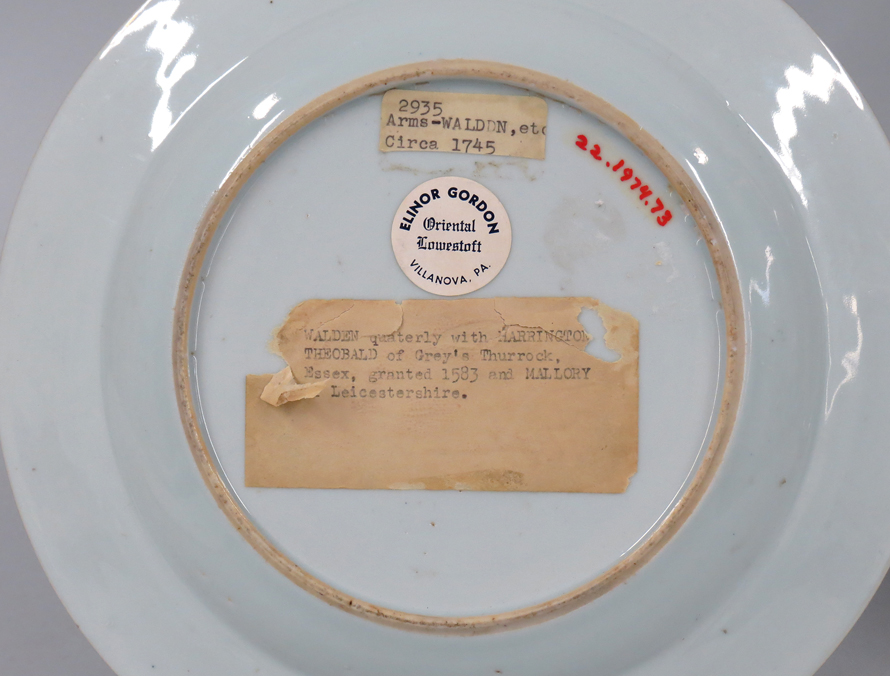 2935
Arms-WALDDN, etc
Circa 1745
22.1974.73
ELINOR GORDON
Oriental
Lowestoft
VILLANOVA, PA.
WALDEN quaterly with HARRINGTON
THEOBALD of Grey's Thurrock,
Essex, granted 1583 and MALLORY
Leicestershire.